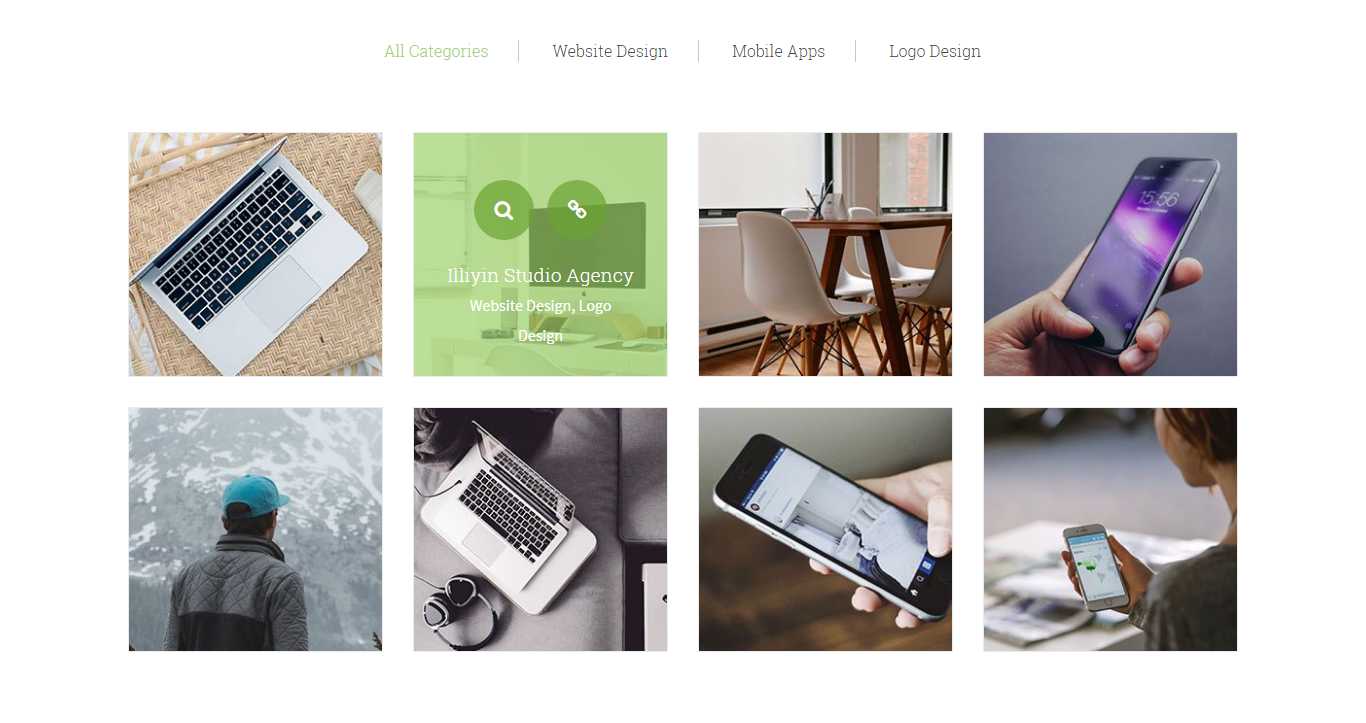 All Categories
Website Design
Mobile Apps
Logo Design
Illiyin Studio Agency
Website Design, Logo
Design
15:56